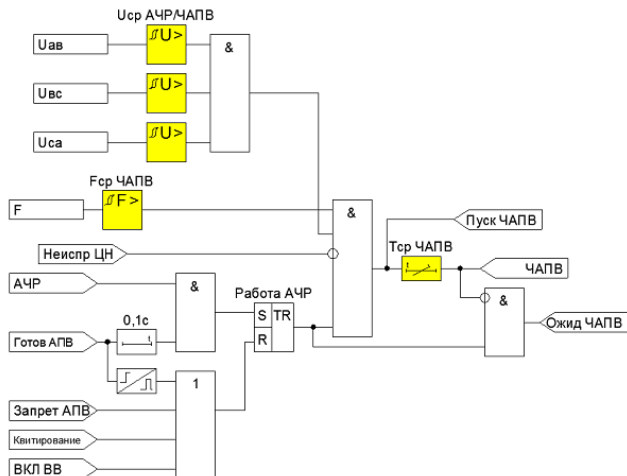 Uср АЧР/ЧАПВ
Uав
U>
&
Uвс
U>
Uса
U>
Fср ЧАПВ
F
F>
&
Неиспр ЦН
Пуск ЧАПВ
Тср ЧАПВ
t
ЧАПВ
АЧР
&
Работа АЧР
0,1с
t
S
TR
R
&
Ожид ЧАПВ
Готов АПВ
1
Запрет АПВ
Квитирование
ВКЛ ВВ